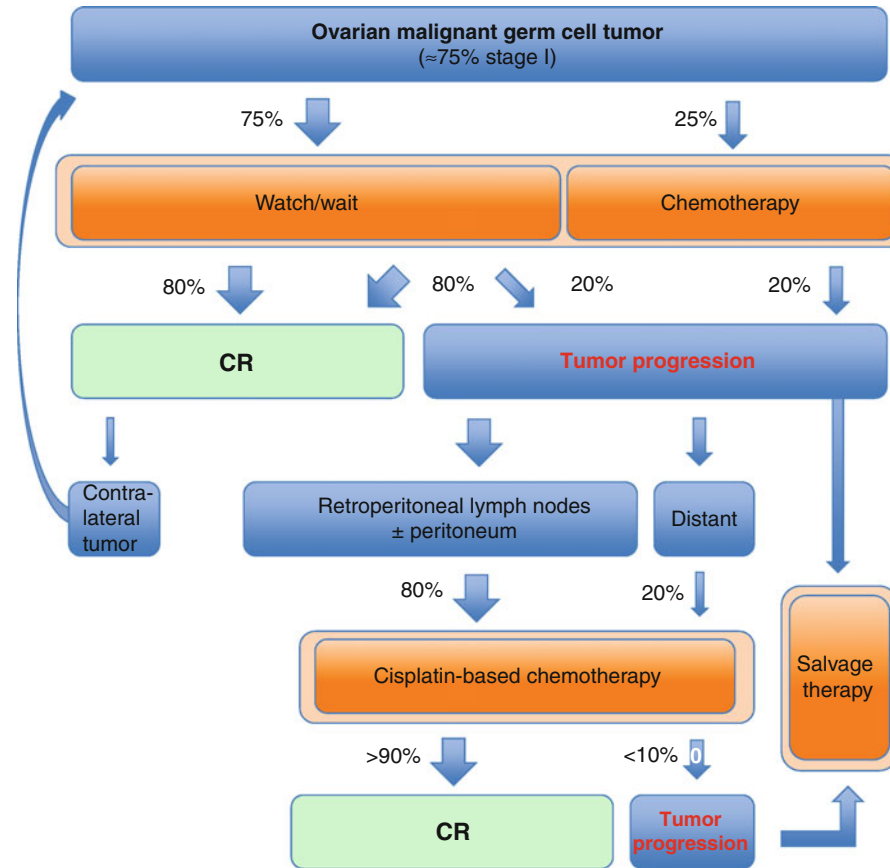 Ovarian malignant germ cell tumor
(≈75% stage I)
75%
25%
Watch/wait
Chemotherapy
80%
80%
20%
20%
CR
Tumor progression
Contra-
lateral
tumor
Retroperitoneal lymph nodes
± peritoneum
Distant
80%
20%
Cisplatin-based chemotherapy
Salvage
therapy
>90%
<10%
0
CR
Tumor
progression